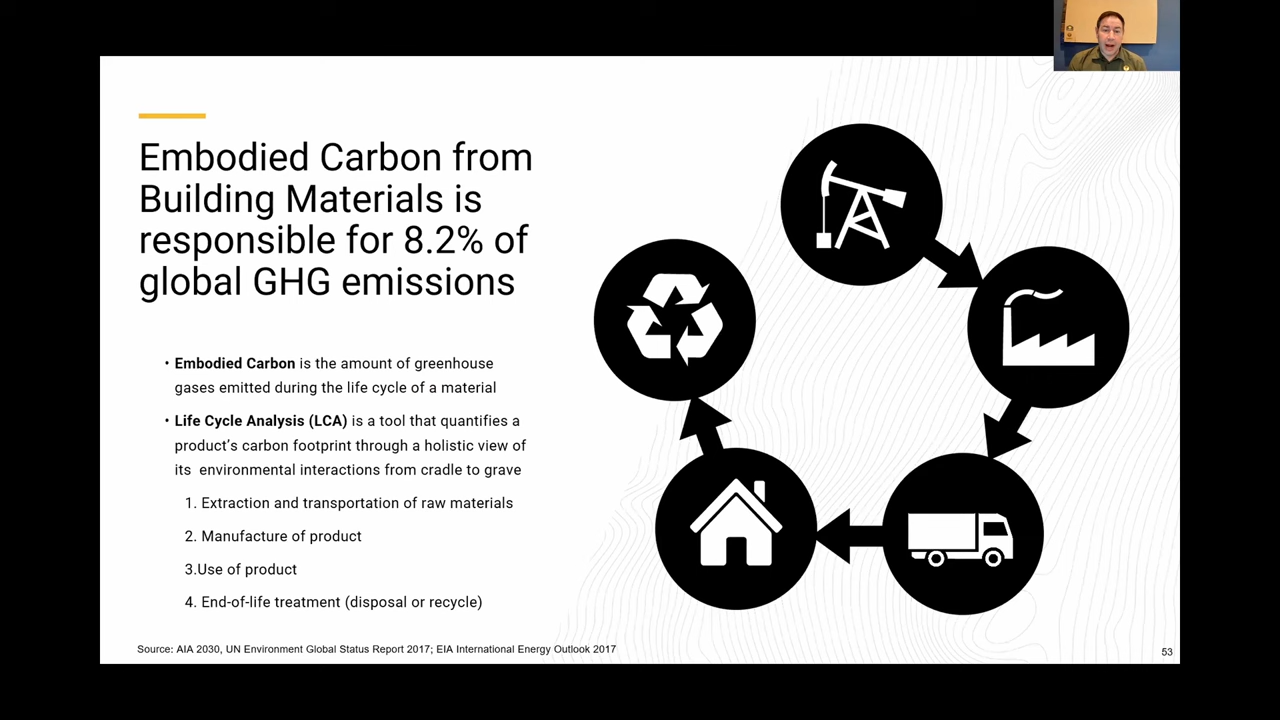 Embodied Carbon from
Building Materials is
responsible for 8.2% of
global GHG emissions
• Embodied Carbon is the amount of greenhouse
gases emitted during the life cycle of a material
• Life Cycle Analysis (LCA) is a tool that quantifies a
product's carbon footprint through a holistic view of
its  environmental interactions from cradle to grave
1. Extraction and transportation of raw materials
2. Manufacture of product
3.Use of product
4. End-of-life treatment (disposal or recycle)
Source: AIA 2030, UN Environment Global Status Report 2017; EIA International Energy Outlook 2017
53